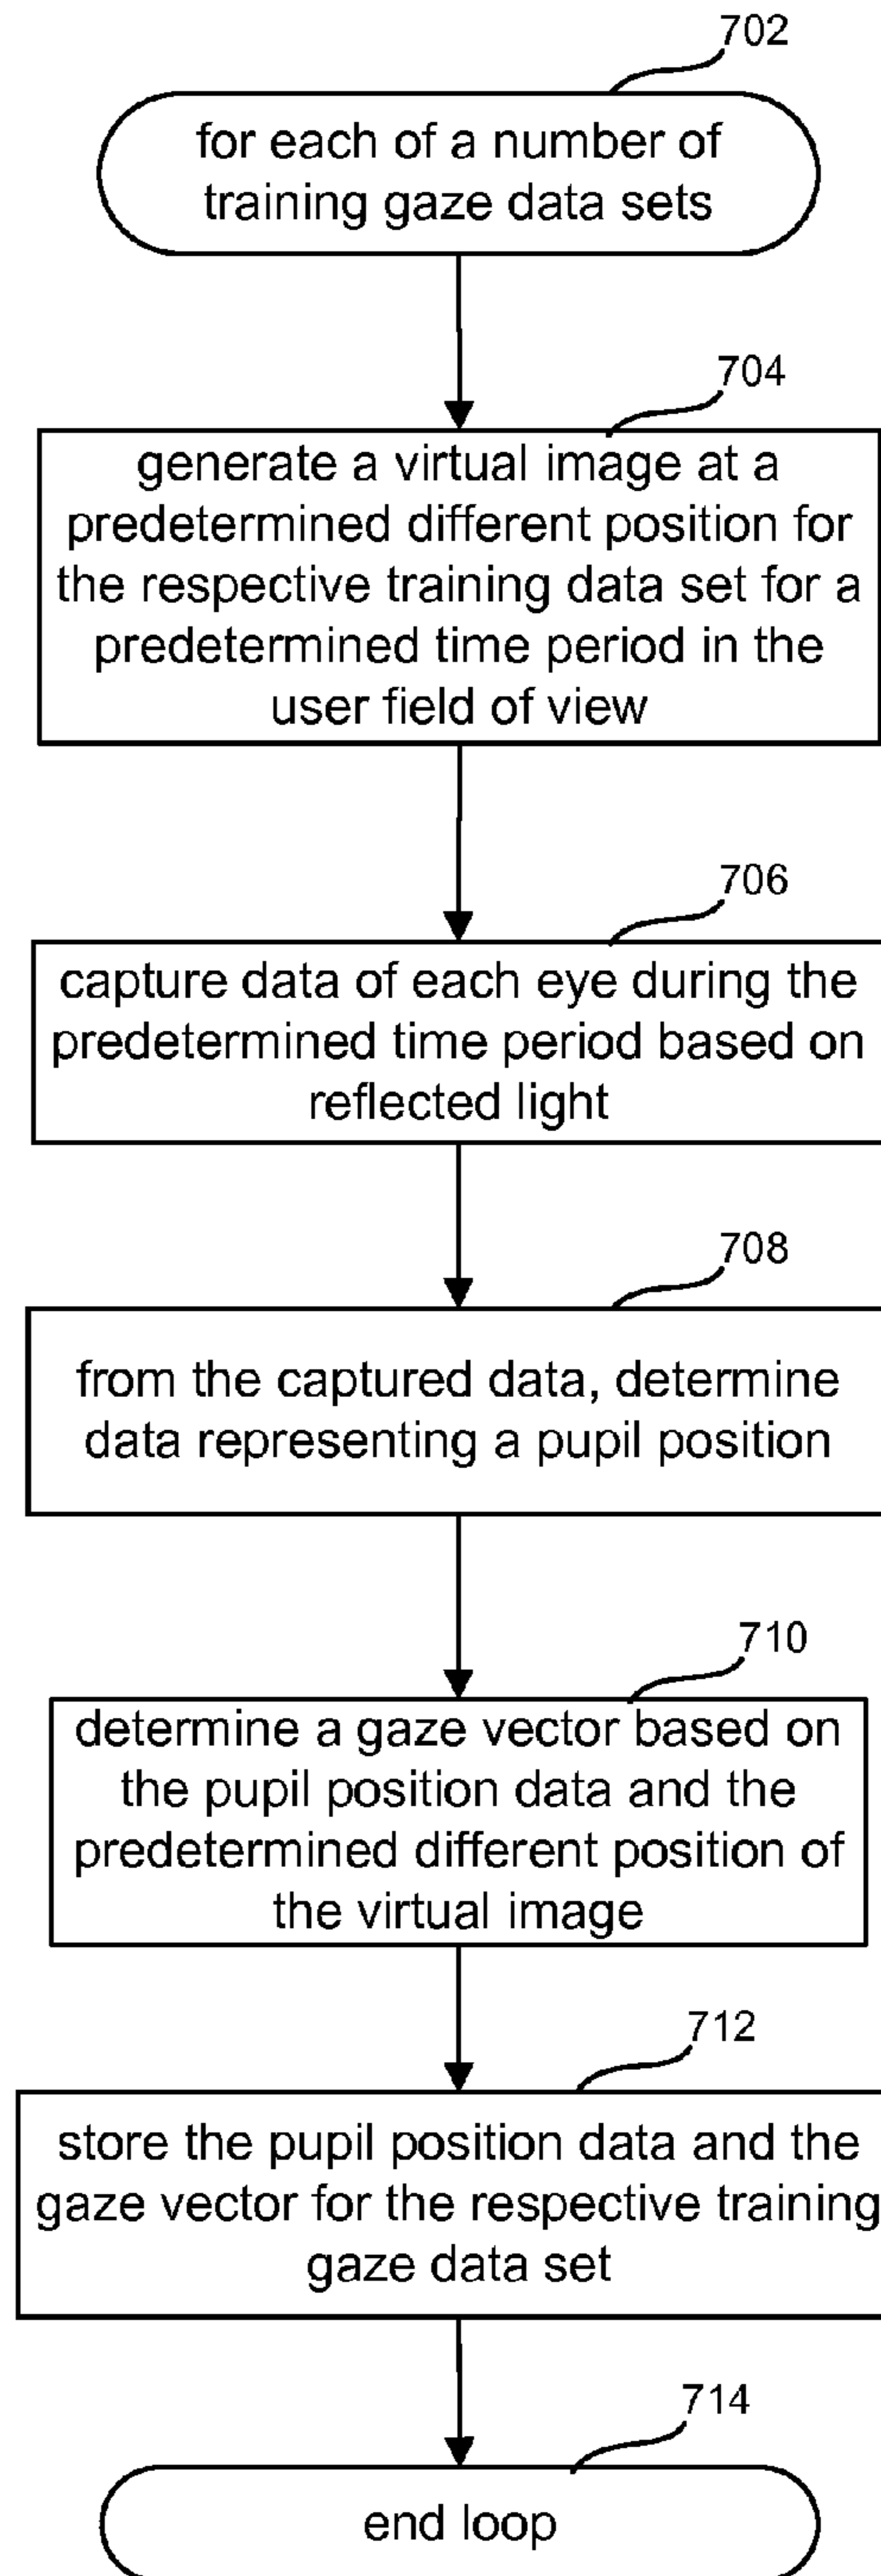 702
for each of a number of
training gaze data sets
704
generate a virtual image at a
predetermined different position for
the respective training data set for a
predetermined time period in the
user field of view
706
capture data of each eye during the
predetermined time period based on
reflected light
708
from the captured data, determine
data representing a pupil position
710
determine a gaze vector based on
the pupil position data and the
predetermined different position of
the virtual image
712
store the pupil position data and the
gaze vector for the respective training
gaze data set
714
end loop